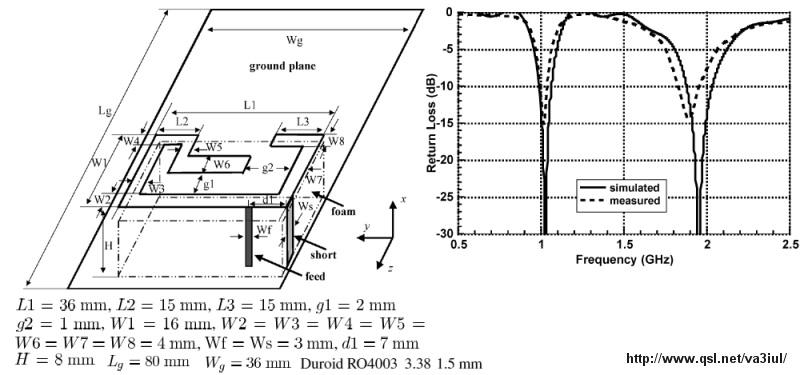 Wg
ground plane
Lg
L1
L2
L3
W4
W8
W5
W1
W6
g2
W7
W3
g1
W2
d1
foam
Ws
H
Wf
short
feed
x
y
z
Return Loss (dB)
0
-5
-10
-15
-20
-25
-30
simulated
measured
0.5
1
1.5
2
2.5
Frequency (GHz)
L1 = 36 mm, L2 = 15 mm, L3 = 15 mm, g1 = 2 mm
g2 = 1 mm, W1 = 16 mm, W2 = W3 = W4 = W5 =
W6 = W7 = W8 = 4 mm, Wf = Ws = 3 mm, d1 = 7 mm
H = 8 mm Lg = 80 mm Wg = 36 mm Duroid RO4003 3.38 1.5 mm
http://www.qsl.net/va3iul/